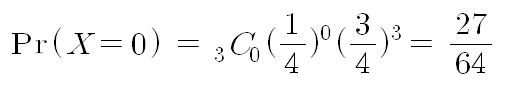 Pr(X=0) = ₃C₀(1/4)⁰(3/4)³ = 27/64